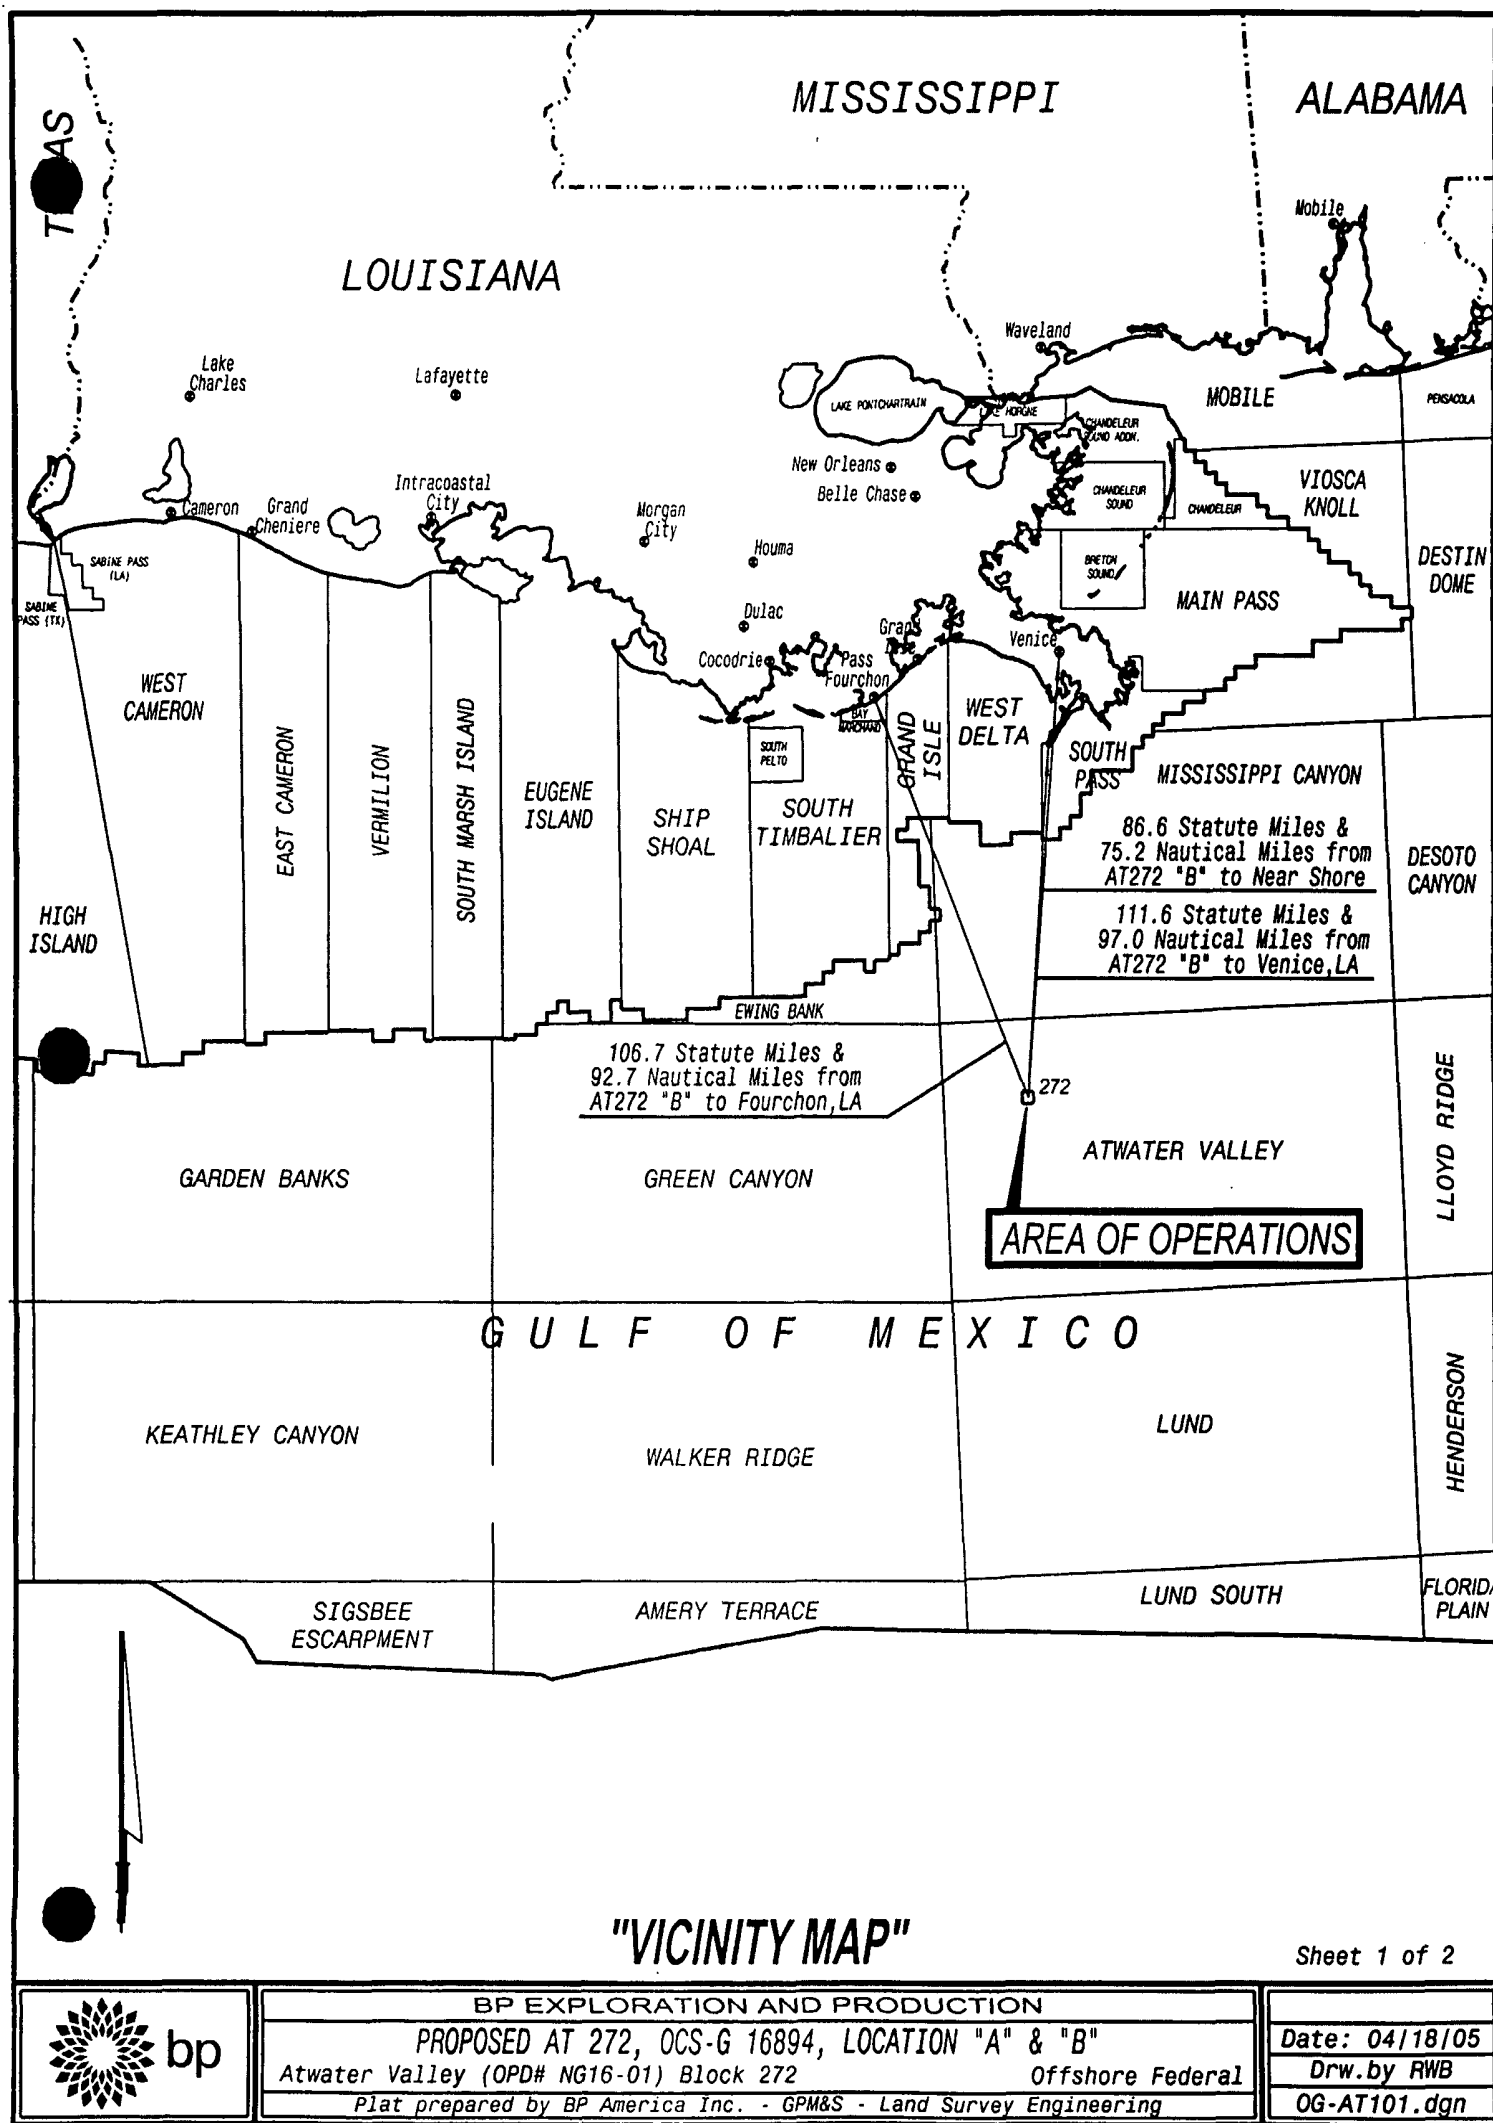 MISSISSIPPI
ALABAMA
LOUISIANA
Mobile
Waveland
Lake
Charles
Lafayette
LAKE PONTCHARTRAIN
MOBILE
PENSACOLA
CHANDELEUR
SOUND ADDN.
New Orleans
Belle Chase
VIOSCA
KNOLL
CHANDELEUR
SOUND
CHANDELEUR
Cameron
Grand
Cheniere
Intracoastal
City
Morgan
City
Houma
SABINE PASS
(LA)
SABINE
PASS (TX)
BRETON
SOUND
MAIN PASS
DESTIN
DOME
Dulac
Grand
Isle
Venice
Cocodrie
Pass
Fourchon
WEST
CAMERON
EAST CAMERON
VERMILION
SOUTH MARSH ISLAND
EUGENE
ISLAND
SHIP
SHOAL
SOUTH
PELTO
BAY
MARCHAND
SOUTH
TIMBALIER
GRAND
ISLE
WEST
DELTA
SOUTH
PASS
MISSISSIPPI CANYON
86.6 Statute Miles &
75.2 Nautical Miles from
AT272 "B" to Near Shore
111.6 Statute Miles &
97.0 Nautical Miles from
AT272 "B" to Venice,LA
DESOTO
CANYON
HIGH
ISLAND
EWING BANK
106.7 Statute Miles &
92.7 Nautical Miles from
AT272 "B" to Fourchon,LA
272
ATWATER VALLEY
LLOYD RIDGE
GARDEN BANKS
GREEN CANYON
AREA OF OPERATIONS
GULF OF MEXICO
KEATHLEY CANYON
WALKER RIDGE
LUND
HENDERSON
SIGSBEE
ESCARPMENT
AMERY TERRACE
LUND SOUTH
FLORIDA
PLAIN
"VICINITY MAP"
Sheet 1 of 2
bp
BP EXPLORATION AND PRODUCTION
PROPOSED AT 272, OCS-G 16894, LOCATION "A" & "B"
Atwater Valley (OPD# NG16-01) Block 272 Offshore Federal
Plat prepared by BP America Inc. - GPM&S - Land Survey Engineering
Date: 04/18/05
Drw.by RWB
OG-AT101.dgn